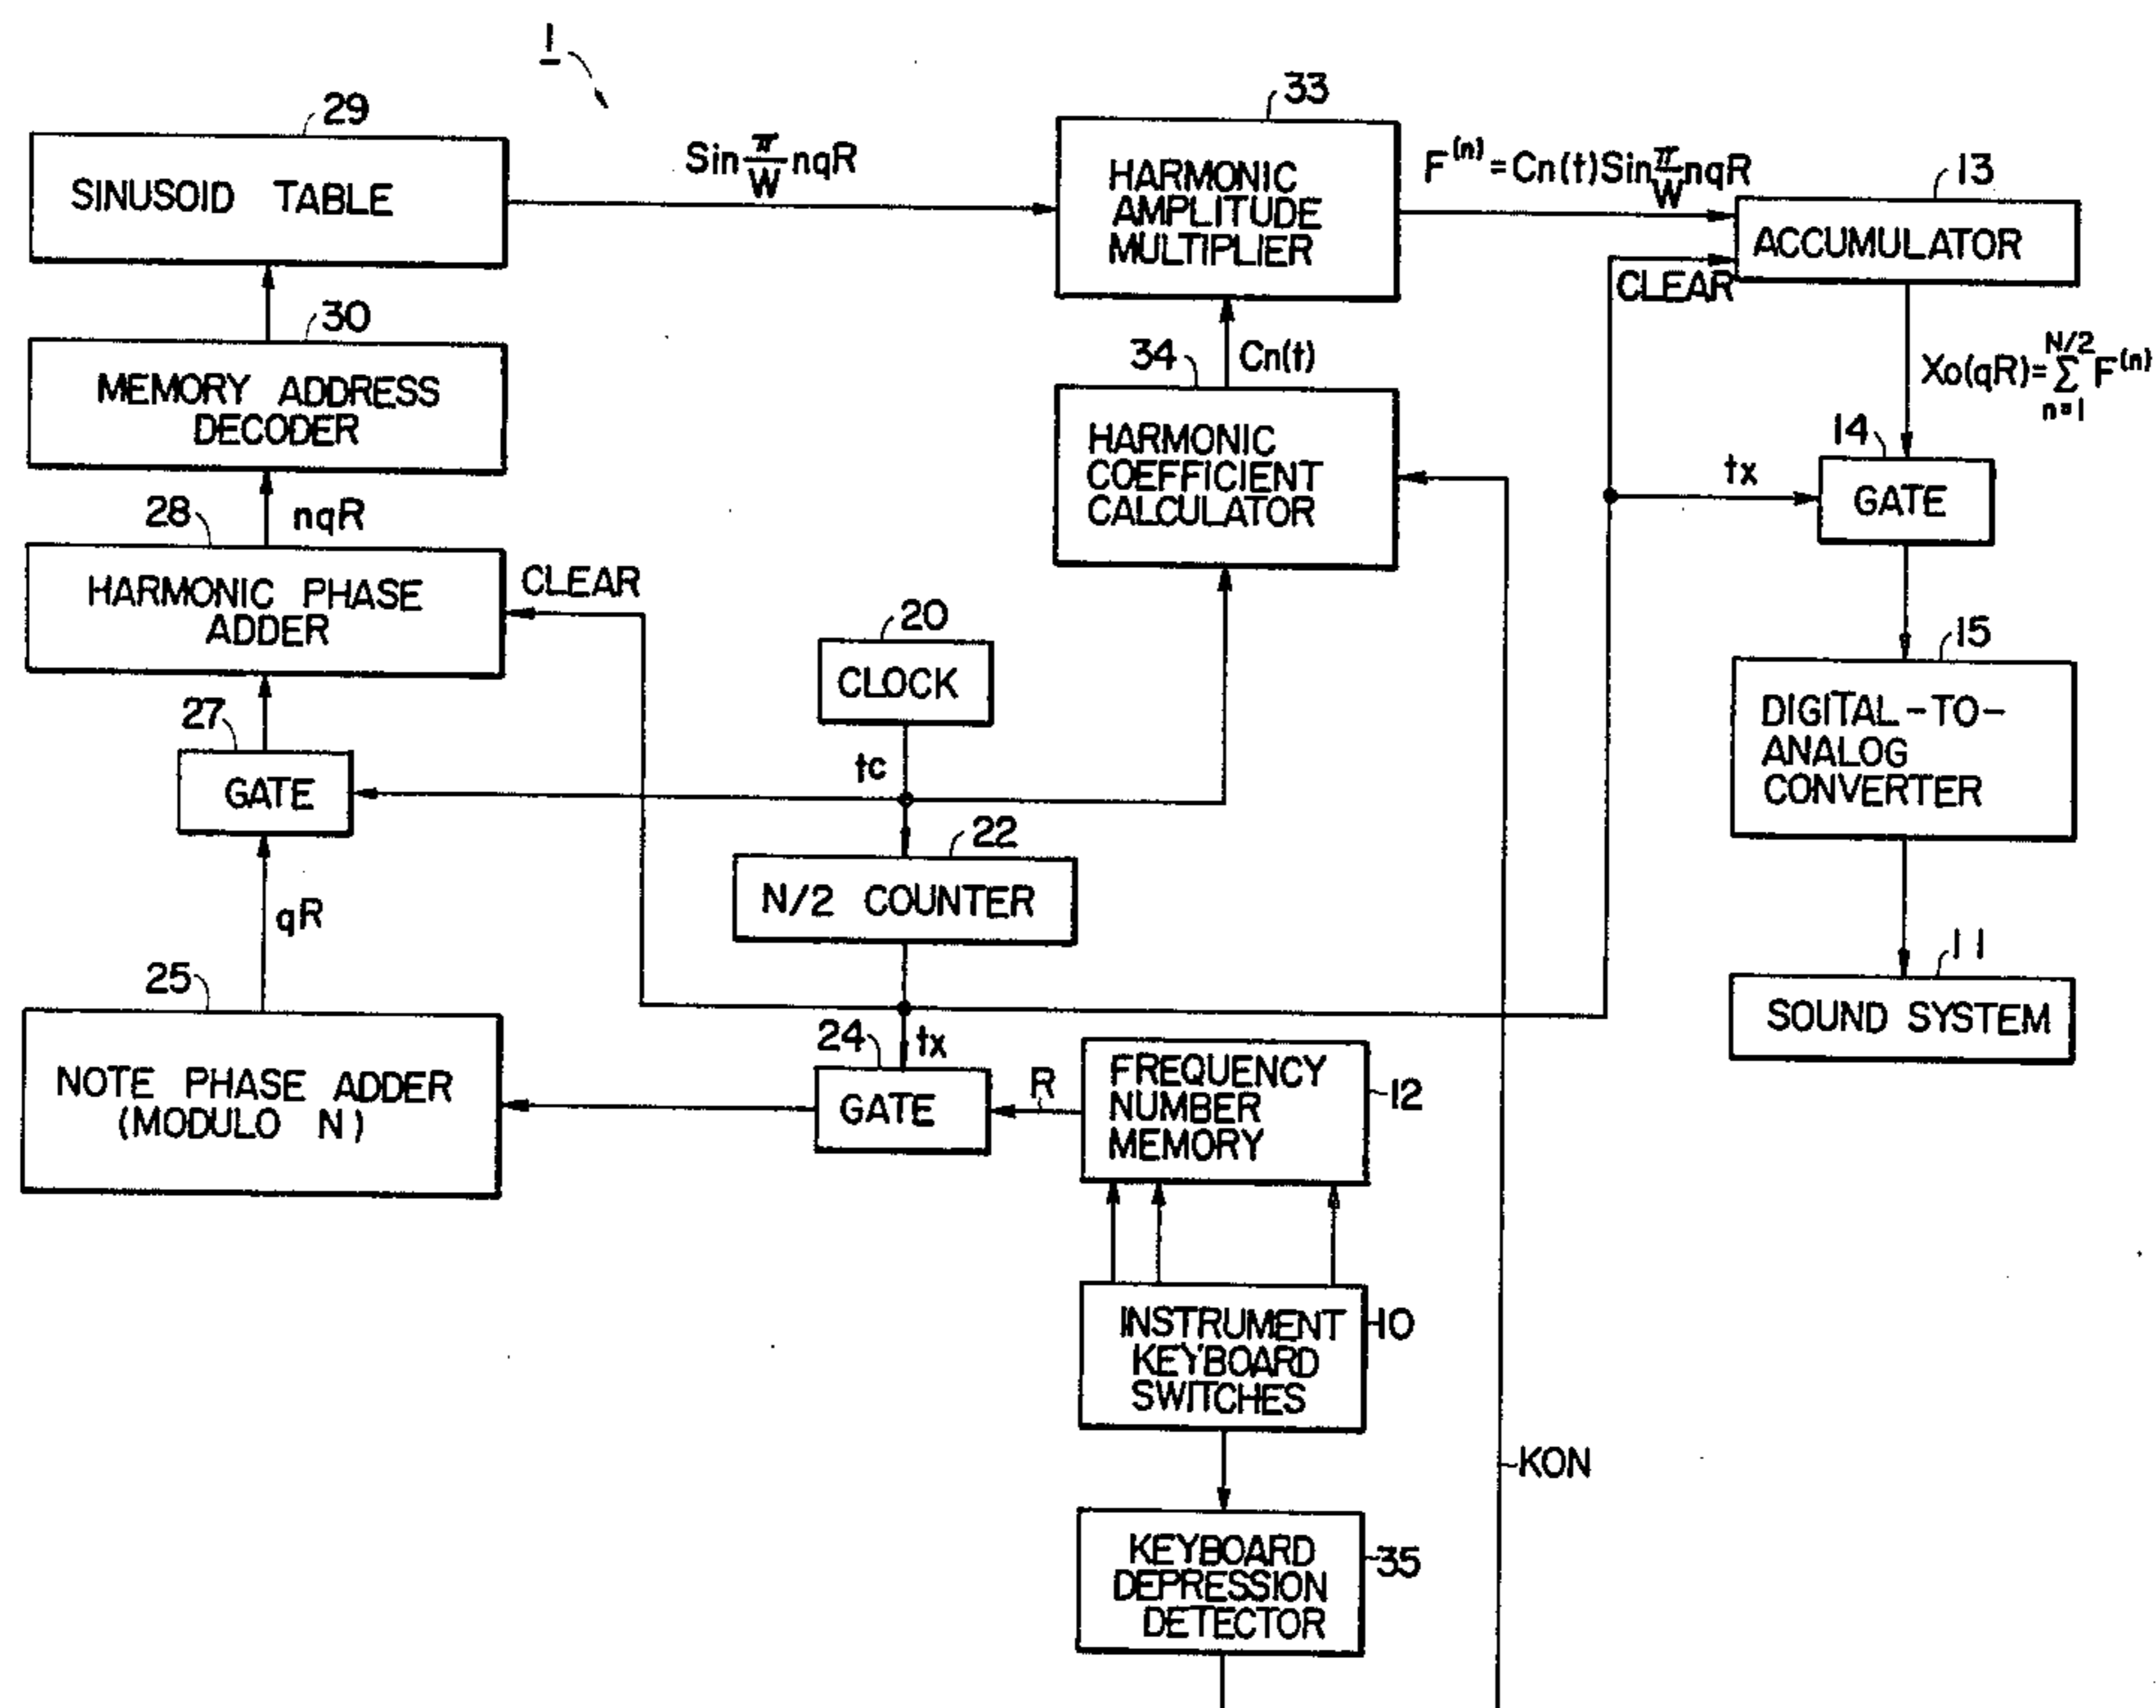 1
29
SINUSOID TABLE
Sin π/W nqR
33
HARMONIC
AMPLITUDE
MULTIPLIER
F(n)=Cn(t)Sin π/W nqR
13
ACCUMULATOR
CLEAR
30
MEMORY ADDRESS
DECODER
34
Cn(t)
HARMONIC
COEFFICIENT
CALCULATOR
Xo(qR)=N/2 Σ n=1 F(n)
14
tx
GATE
28
nqR
HARMONIC PHASE
ADDER
CLEAR
20
CLOCK
tc
15
DIGITAL-TO-
ANALOG
CONVERTER
27
GATE
22
N/2 COUNTER
qR
25
NOTE PHASE ADDER
(MODULO N)
11
SOUND SYSTEM
24
tx
GATE
R
FREQUENCY
NUMBER
MEMORY
12
INSTRUMENT
KEYBOARD
SWITCHES
10
KON
KEYBOARD
DEPRESSION
DETECTOR
35